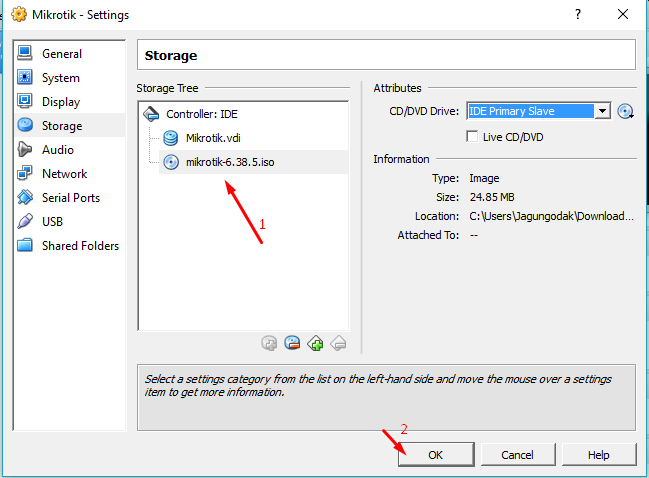 Mikrotik - Settings
?
General
System
Display
Storage
Audio
Network
Serial Ports
USB
Shared Folders
Storage
Storage Tree
Controller: IDE
Mikrotik.vdi
mikrotik-6.38.5.iso
1
Attributes
CD/DVD Drive: IDE Primary Slave
Live CD/DVD
Information
Type: Image
Size: 24.85 MB
Location: C:\Users\Jagungodak\Download...
Attached To: --
Select a settings category from the list on the left-hand side and move the mouse over a settings
item to get more information.
2
OK Cancel Help